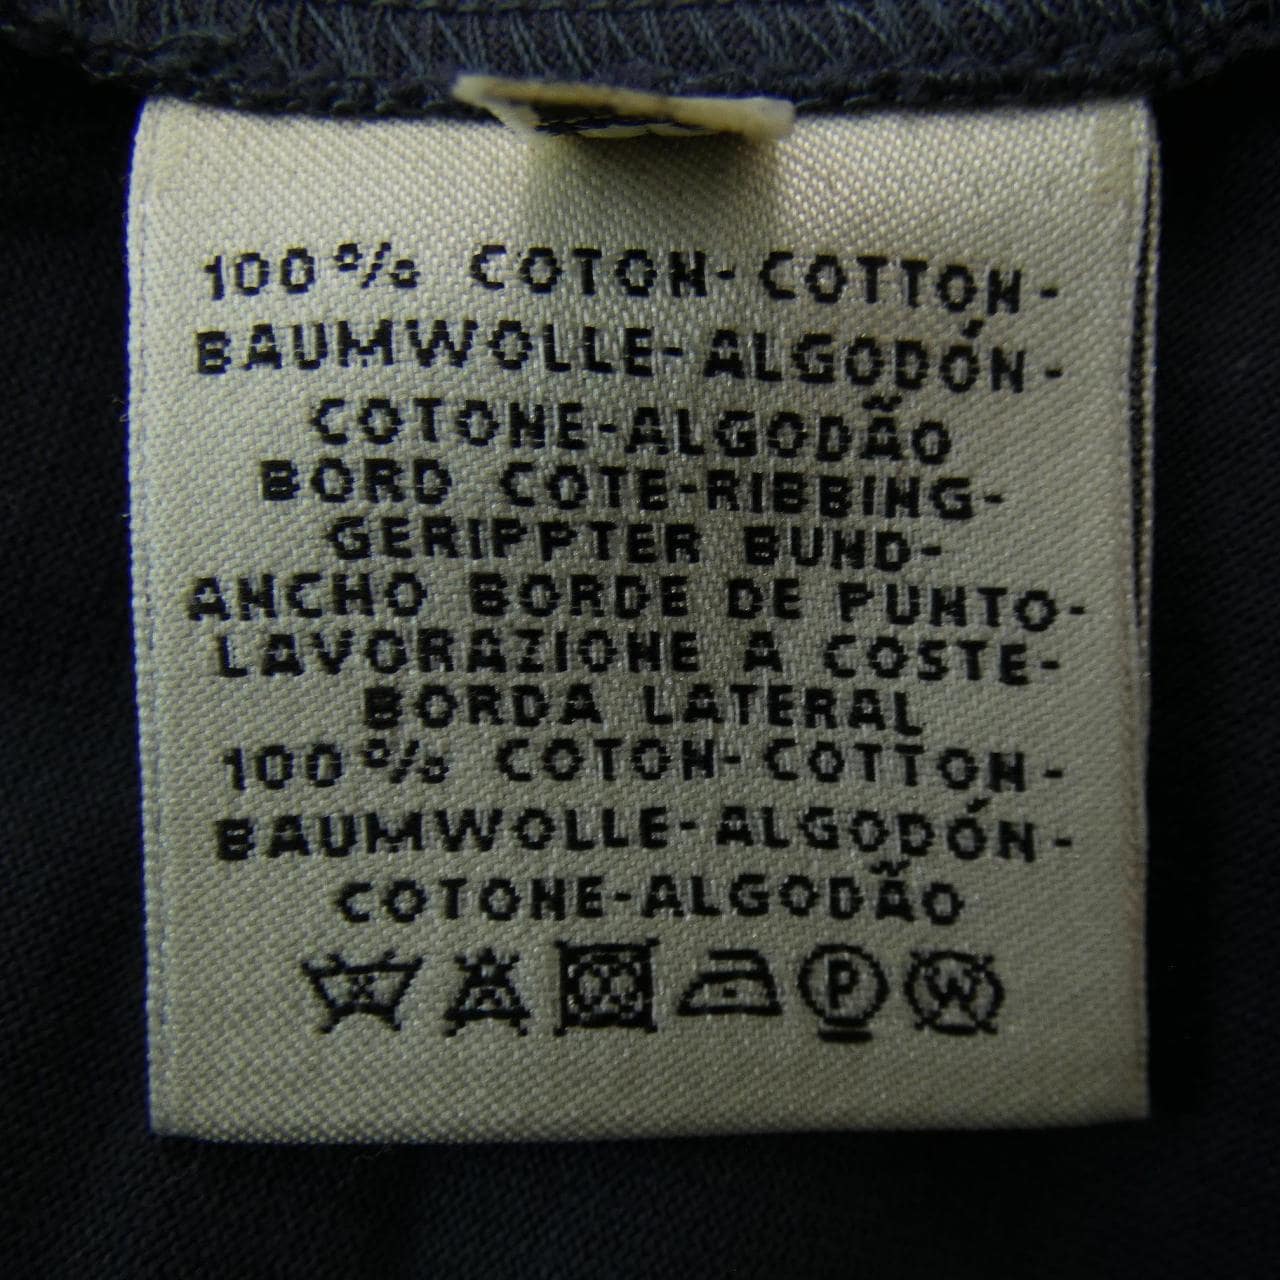 100% COTON-COTTON-
BAUMWOLLE-ALGODÓN-
COTONE-ALGODÃO
BORD COTE-RIBBING-
GERIPPTER BUND-
ANCHO BORDE DE PUNTO-
LAVORAZIONE A COSTE-
BORDA LATERAL
100% COTON-COTTON-
BAUMWOLLE-ALGODÓN-
COTONE-ALGODÃO
P W